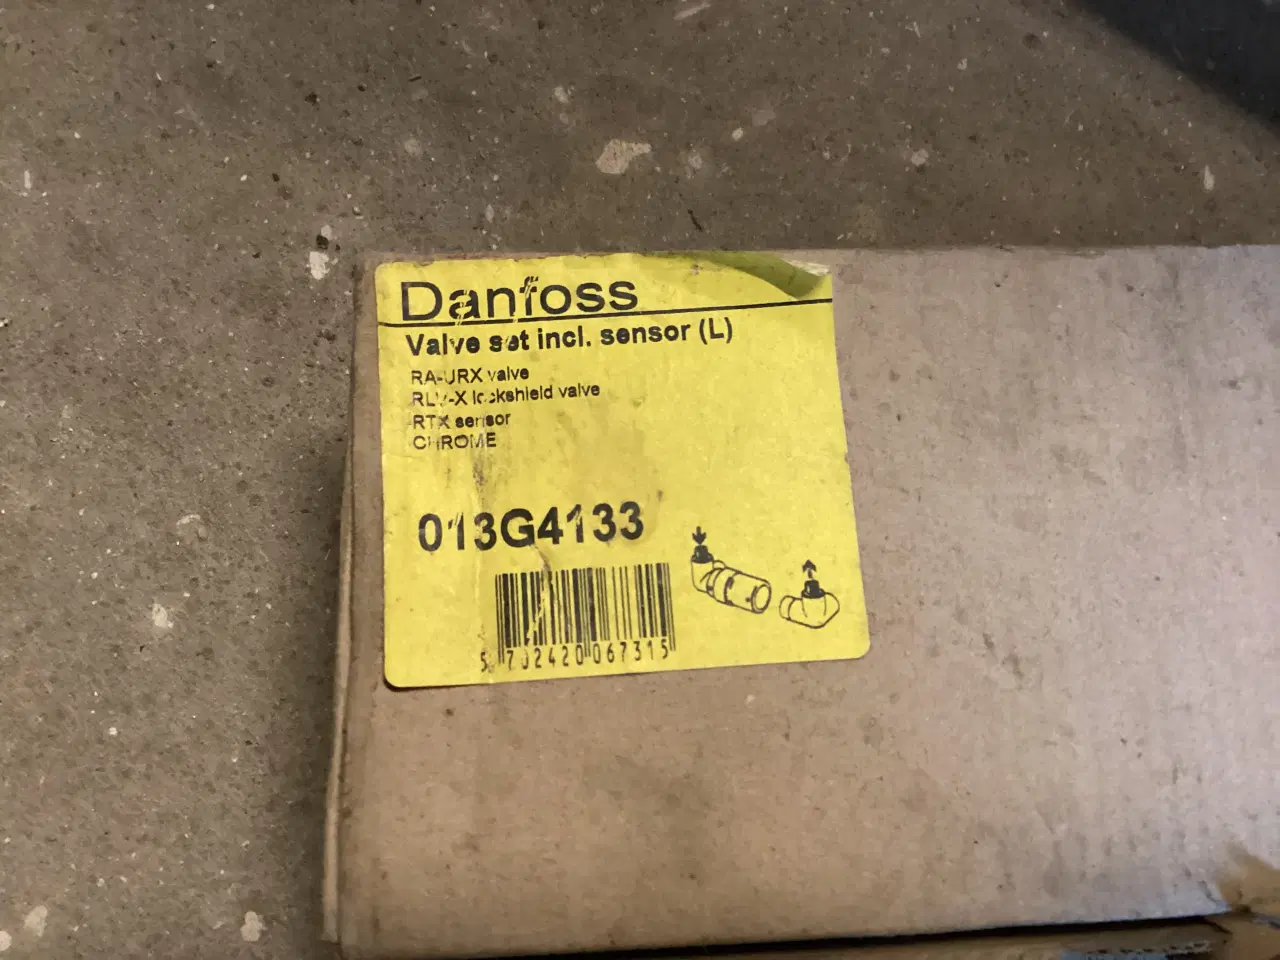 Danfoss
Valve set incl. sensor (L)
RA-URX valve
RLV-X lockshield valve
RTX sensor
CHROME
013G4133
5 702420 067315